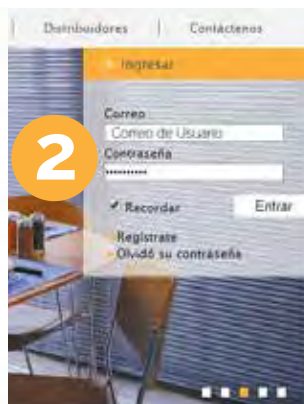 Distribuidores | Contáctenos
Ingresar
Correo
Correo de Usuario
Contraseña
2
••••••••••
✔ Recordar Entrar
Registrate
Olvidó su contraseña